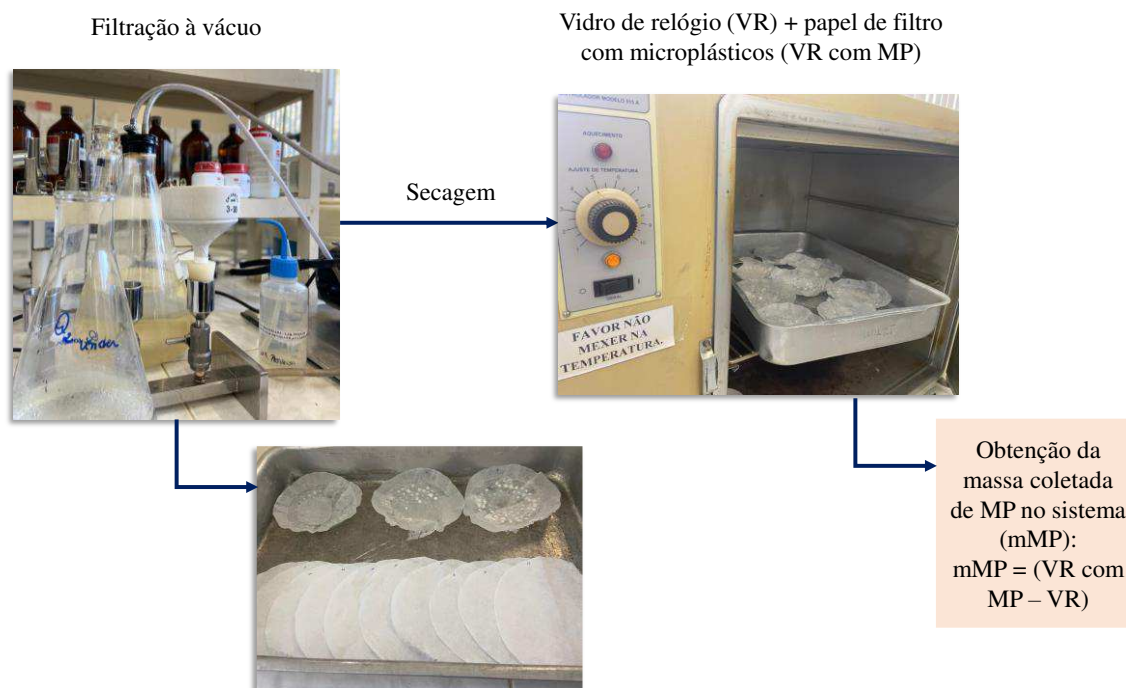 Filtração à vácuo
Vidro de relógio (VR) + papel de filtro
com microplásticos (VR com MP)
AQUECIMENTO
AJUSTE DE TEMPERATURA
GERAL
FAVOR NÃO
MEXER NA
TEMPERATURA.
Secagem
Obtenção da
massa coletada
de MP no sistema
(mMP):
mMP = (VR com
MP – VR)